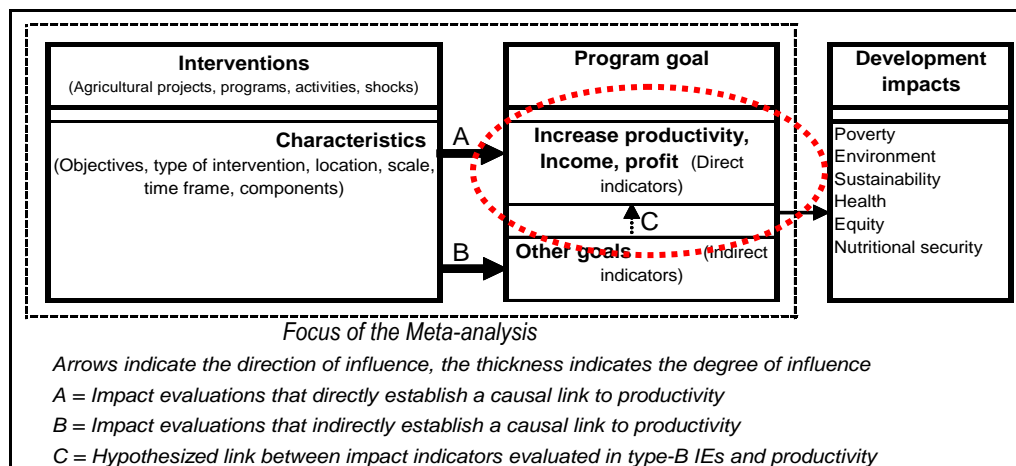 Interventions
(Agricultural projects, programs, activities, shocks)
Characteristics
(Objectives, type of intervention, location, scale,
time frame, components)
A
B
Program goal
Increase productivity,
Income, profit (Direct
indicators)
C
Other goals (Indirect
indicators)
Development
impacts
Poverty
Environment
Sustainability
Health
Equity
Nutritional security
Focus of the Meta-analysis
Arrows indicate the direction of influence, the thickness indicates the degree of influence
A = Impact evaluations that directly establish a causal link to productivity
B = Impact evaluations that indirectly establish a causal link to productivity
C = Hypothesized link between impact indicators evaluated in type-B IEs and productivity